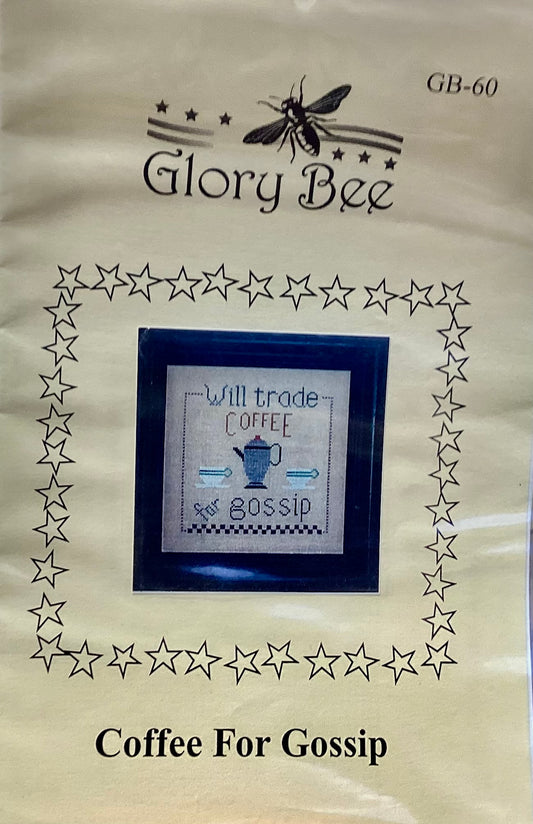 GB-60
Glory Bee
Will trade
COFFEE
for gossip
Coffee For Gossip